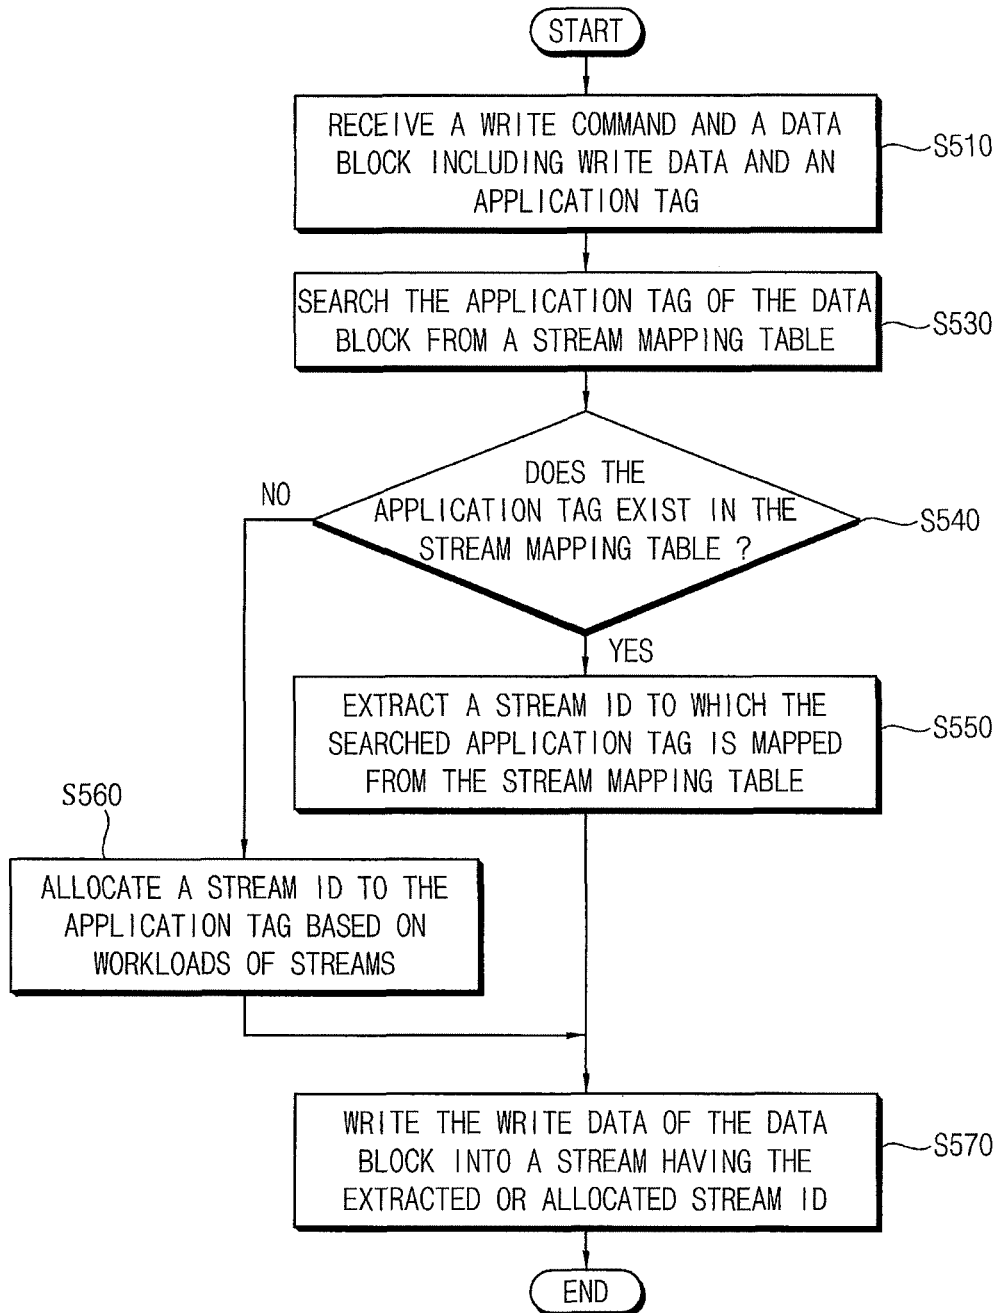 START
RECEIVE A WRITE COMMAND AND A DATA
BLOCK INCLUDING WRITE DATA AND AN
APPLICATION TAG
S510
SEARCH THE APPLICATION TAG OF THE DATA
BLOCK FROM A STREAM MAPPING TABLE
S530
DOES THE
APPLICATION TAG EXIST IN THE
STREAM MAPPING TABLE ?
S540
NO
YES
EXTRACT A STREAM ID TO WHICH THE
SEARCHED APPLICATION TAG IS MAPPED
FROM THE STREAM MAPPING TABLE
S550
S560
ALLOCATE A STREAM ID TO THE
APPLICATION TAG BASED ON
WORKLOADS OF STREAMS
WRITE THE WRITE DATA OF THE DATA
BLOCK INTO A STREAM HAVING THE
EXTRACTED OR ALLOCATED STREAM ID
S570
END